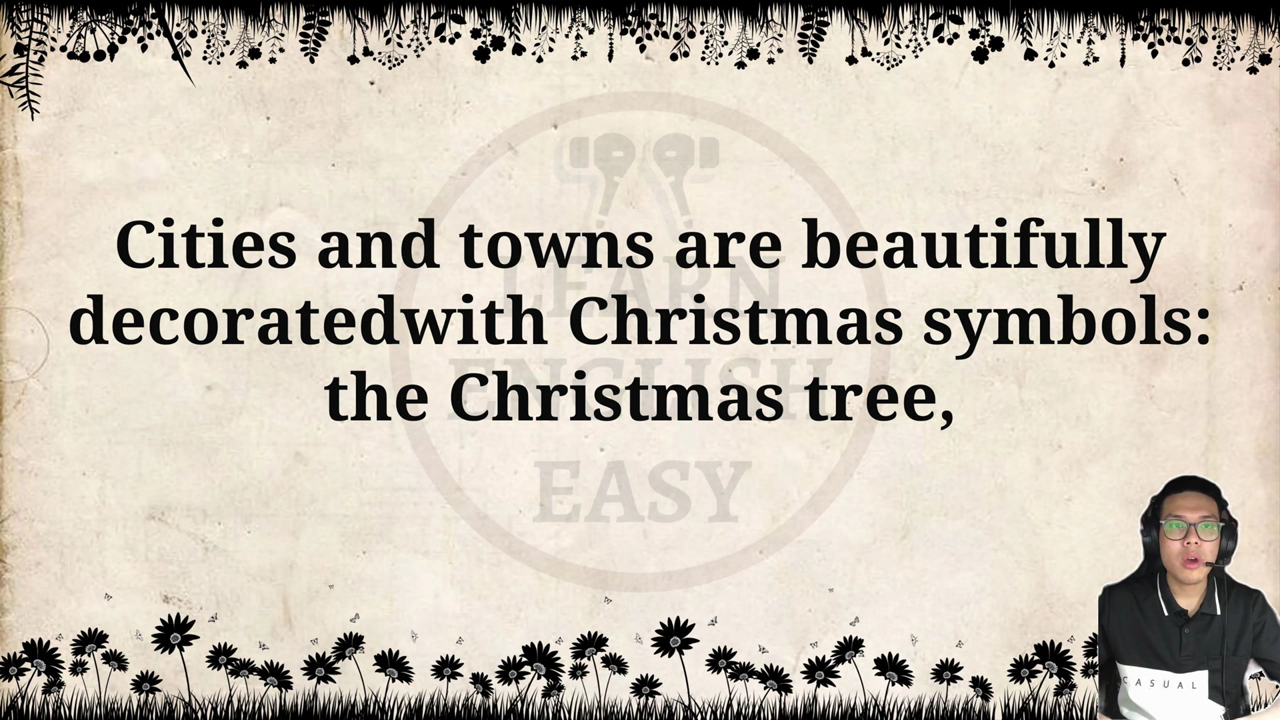 Cities and towns are beautifully
decoratedwith Christmas symbols:
the Christmas tree,
LEARN
ENGLISH
EASY
CASUAL